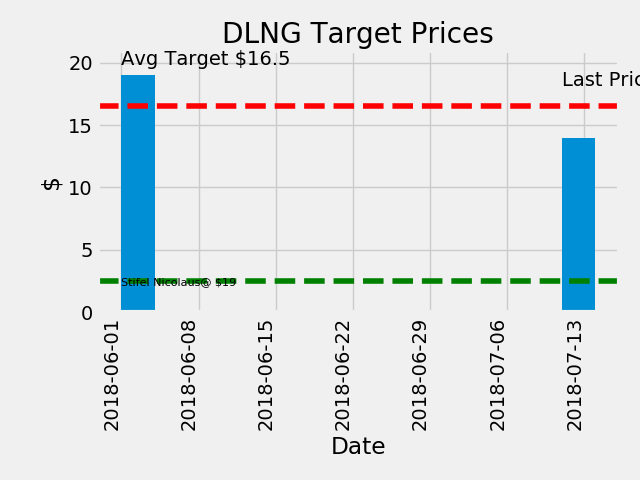 DLNG Target Prices
Avg Target $16.5
Last Pric
20
15
10
5
0
$
Stifel Nicolaus@ $19
2018-06-01
2018-06-08
2018-06-15
2018-06-22
2018-06-29
2018-07-06
2018-07-13
Date